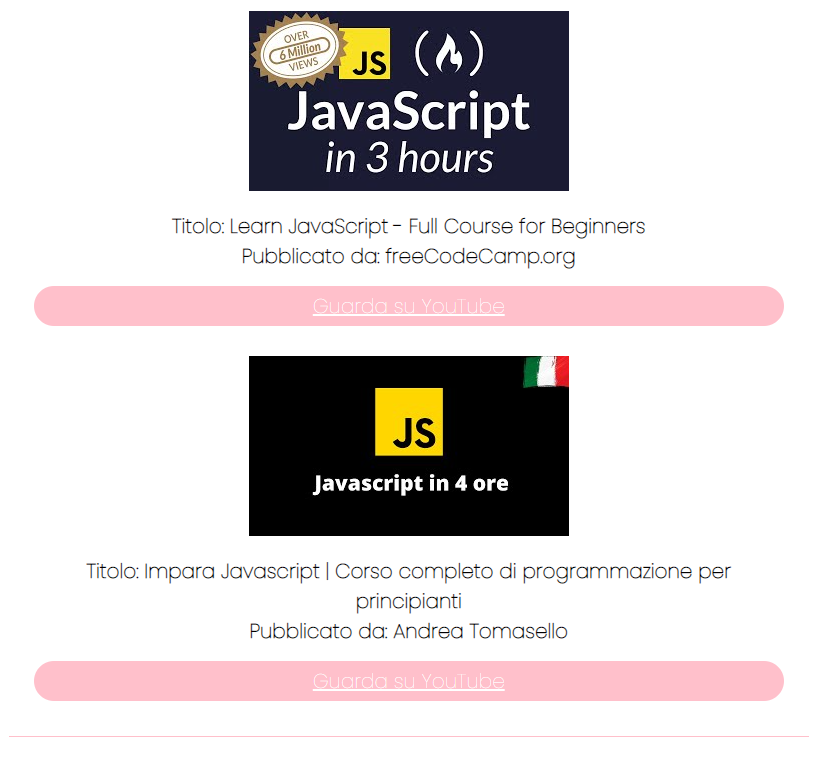 OVER
6 Million
VIEWS
JS
JavaScript
in 3 hours
Titolo: Learn JavaScript - Full Course for Beginners
Pubblicato da: freeCodeCamp.org
Guarda su YouTube
JS
Javascript in 4 ore
Titolo: Impara Javascript | Corso completo di programmazione per
principianti
Pubblicato da: Andrea Tomasello
Guarda su YouTube